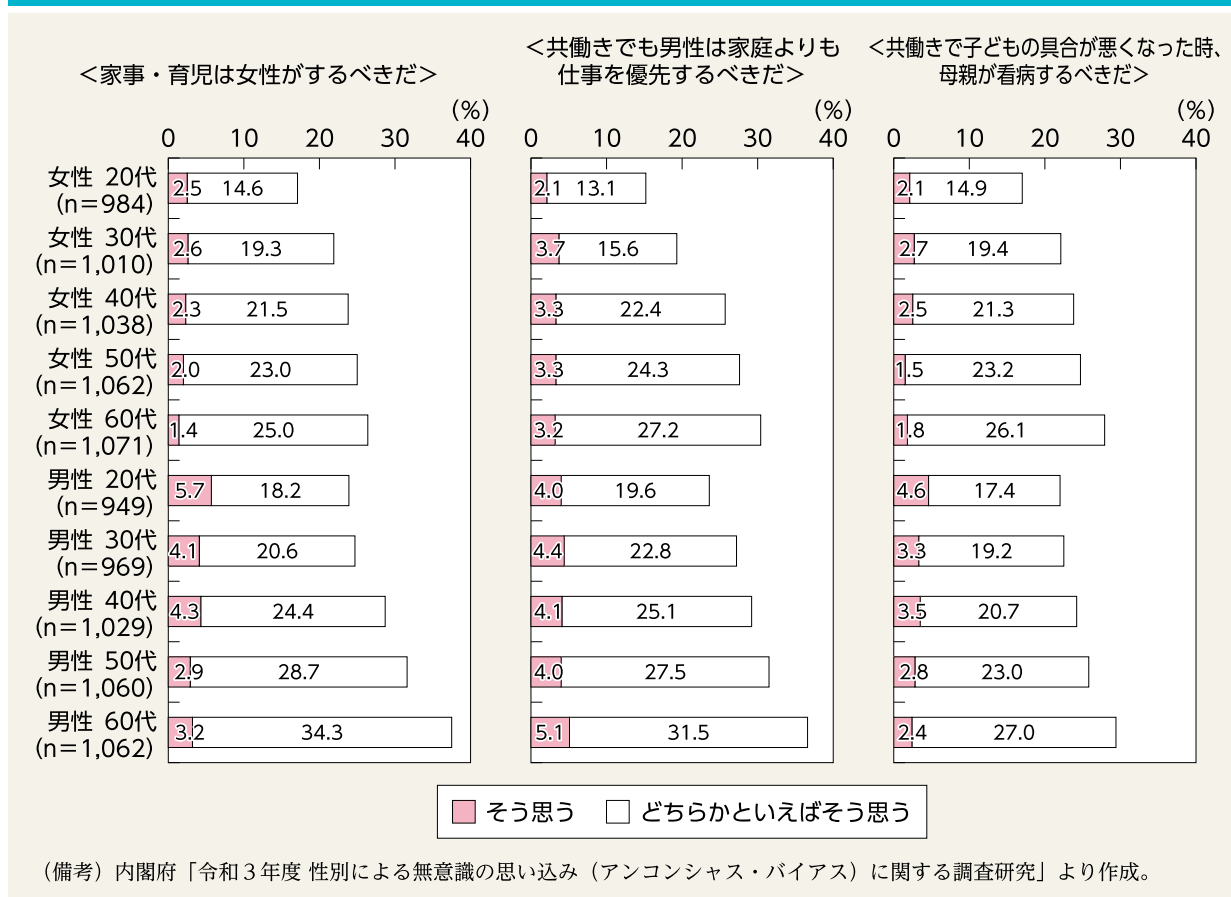 ＜家事・育児は女性がするべきだ＞
＜共働きでも男性は家庭よりも
仕事を優先するべきだ＞
＜共働きで子どもの具合が悪くなった時、
母親が看病するべきだ＞
(%) (%) (%)
0 10 20 30 40 0 10 20 30 40 0 10 20 30 40
女性 20代
(n＝984)
2.5 14.6 2.1 13.1 2.1 14.9
女性 30代
(n＝1,010)
2.6 19.3 3.7 15.6 2.7 19.4
女性 40代
(n＝1,038)
2.3 21.5 3.3 22.4 2.5 21.3
女性 50代
(n＝1,062)
2.0 23.0 3.3 24.3 1.5 23.2
女性 60代
(n＝1,071)
1.4 25.0 3.2 27.2 1.8 26.1
男性 20代
(n＝949)
5.7 18.2 4.0 19.6 4.6 17.4
男性 30代
(n＝969)
4.1 20.6 4.4 22.8 3.3 19.2
男性 40代
(n＝1,029)
4.3 24.4 4.1 25.1 3.5 20.7
男性 50代
(n＝1,060)
2.9 28.7 4.0 27.5 2.8 23.0
男性 60代
(n＝1,062)
3.2 34.3 5.1 31.5 2.4 27.0
そう思う どちらかといえばそう思う
（備考）内閣府「令和３年度 性別による無意識の思い込み（アンコンシャス・バイアス）に関する調査研究」より作成。